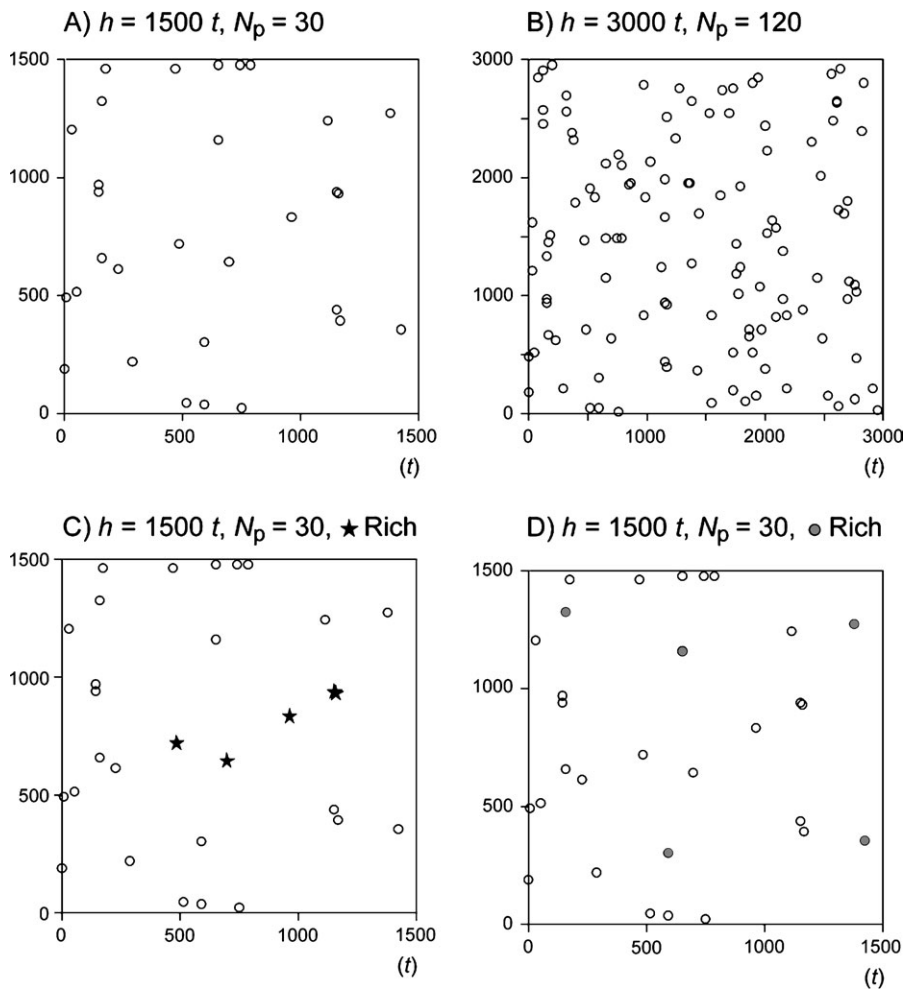 A) h = 1500 t, Np = 30
1500
1000
500
0
0 500 1000 1500
(t)
B) h = 3000 t, Np = 120
3000
2000
1000
0
0 1000 2000 3000
(t)
C) h = 1500 t, Np = 30, ★ Rich
1500
1000
500
0
0 500 1000 1500
(t)
D) h = 1500 t, Np = 30, ● Rich
1500
1000
500
0
0 500 1000 1500
(t)